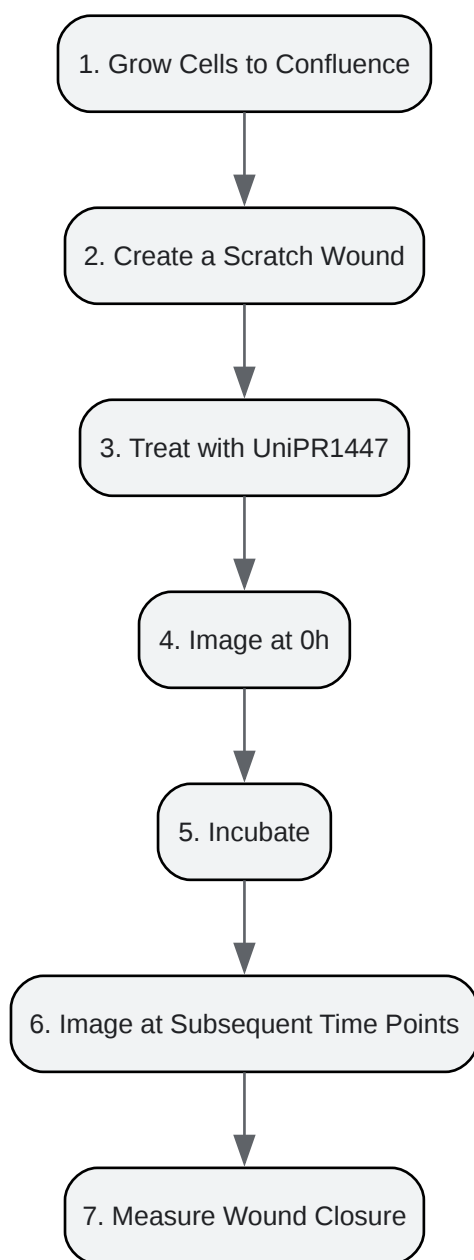 1. Grow Cells to Confluence
2. Create a Scratch Wound
3. Treat with UniPR1447
4. Image at 0h
5. Incubate
6. Image at Subsequent Time Points
7. Measure Wound Closure